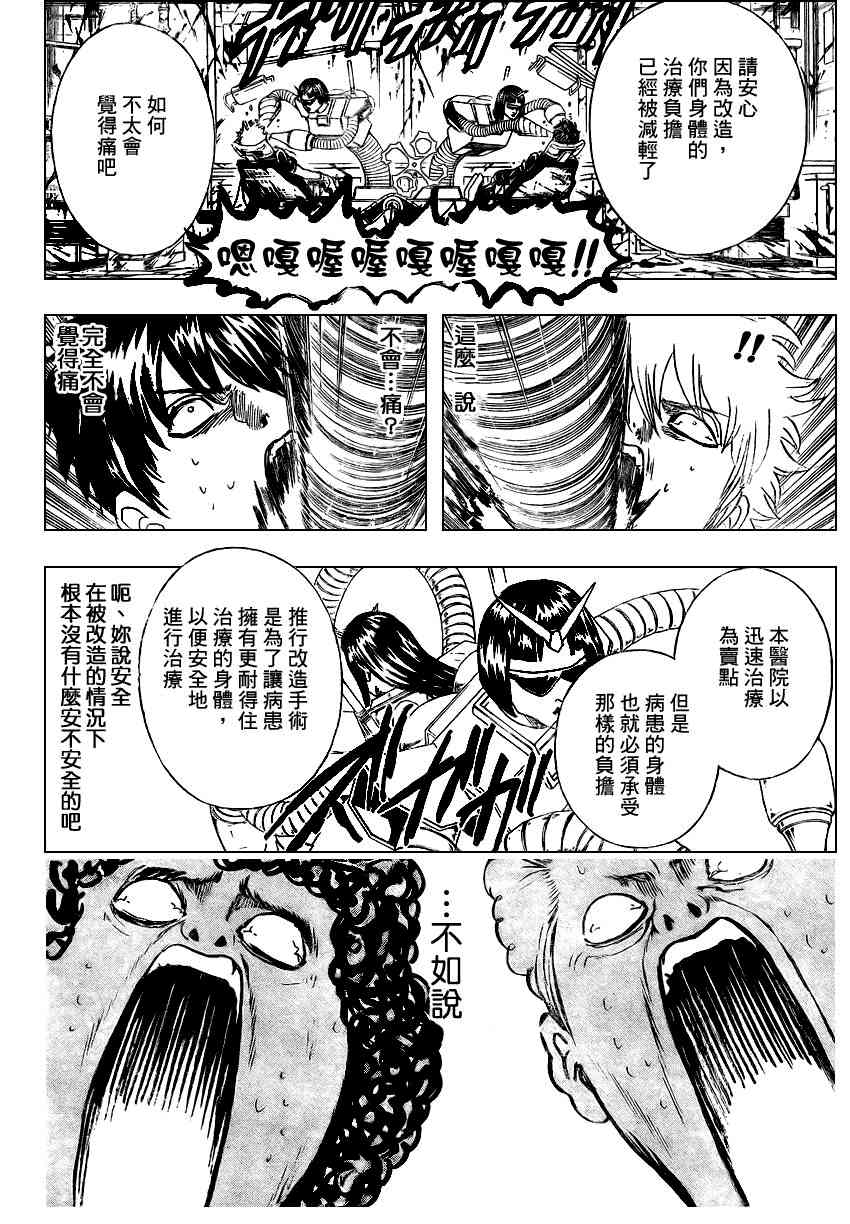 請安心
因為改造，
你們身體的
治療負擔
已經被減輕了
如何
不太會
覺得痛吧
嗯嘎喔喔嘎喔嘎嘎!!
!!
這麼一說
不會…痛？
完全不會
覺得痛
本醫院以
迅速治療
為賣點
但是
病患的身體
也就必須承受
那樣的負擔
推行改造手術
是為了讓病患
擁有更耐得住
治療的身體，
以便安全地
進行治療
呃、妳說安全
在被改造的情況下
根本沒有什麼安不安全的吧
…不如說